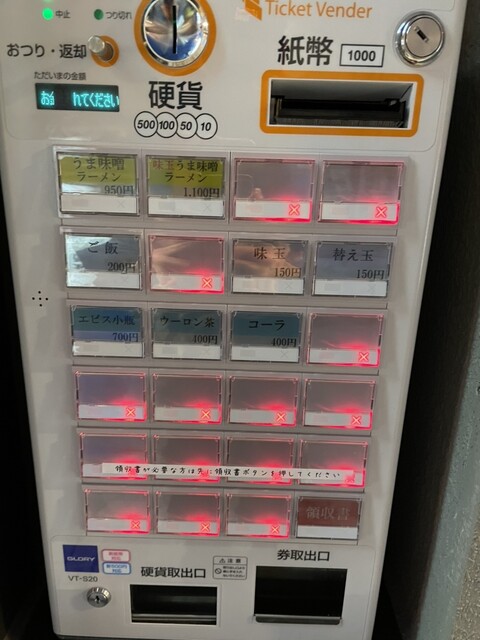 Ticket Vender
中止
つり切れ
おつり・返却
ただいまの金額
れてください
硬貨
500 100 50 10
紙幣 1000
うま味噌
ラーメン
950円
味玉うま味噌
ラーメン
1,100円
ご飯
200円
味玉
150円
替え玉
150円
エビス小瓶
700円
ウーロン茶
400円
コーラ
400円
領収書が必要な方は先に領収書ボタンを押してください
領収書
GLORY
VT-S20
硬貨取出口
注意
券取出口